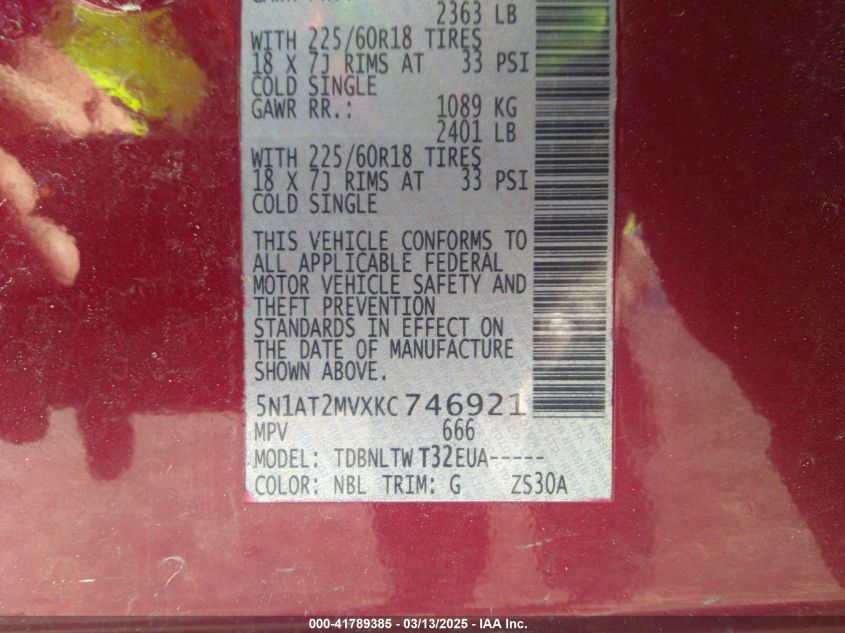 2363 LB
WITH 225/60R18 TIRES
18 X 7J RIMS AT 33 PSI
COLD SINGLE
GAWR RR.: 1089 KG
2401 LB
WITH 225/60R18 TIRES
18 X 7J RIMS AT 33 PSI
COLD SINGLE
THIS VEHICLE CONFORMS TO
ALL APPLICABLE FEDERAL
MOTOR VEHICLE SAFETY AND
THEFT PREVENTION
STANDARDS IN EFFECT ON
THE DATE OF MANUFACTURE
SHOWN ABOVE.
5N1AT2MVXKC746921
MPV 666
MODEL: TDBNLTWT32EUA-----
COLOR: NBL TRIM: G ZS30A
000-41789385 - 03/13/2025 - IAA Inc.